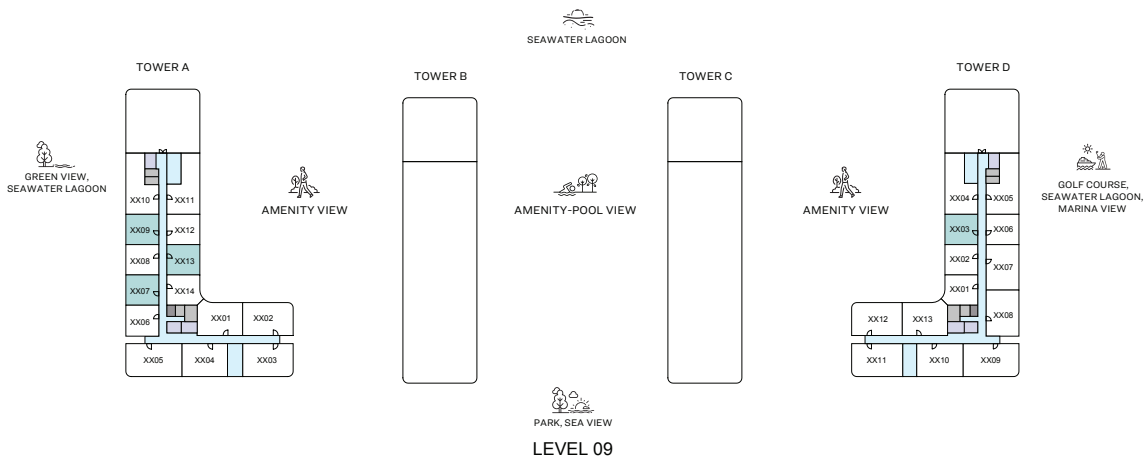 SEAWATER LAGOON
TOWER A
TOWER B
TOWER C
TOWER D
GREEN VIEW,
SEAWATER LAGOON
AMENITY VIEW
AMENITY-POOL VIEW
AMENITY VIEW
GOLF COURSE,
SEAWATER LAGOON,
MARINA VIEW
XX10
XX11
XX09
XX12
XX08
XX13
XX07
XX14
XX06
XX01
XX02
XX05
XX04
XX03
XX04
XX05
XX03
XX06
XX02
XX07
XX01
XX08
XX12
XX13
XX11
XX10
XX09
PARK, SEA VIEW
LEVEL 09